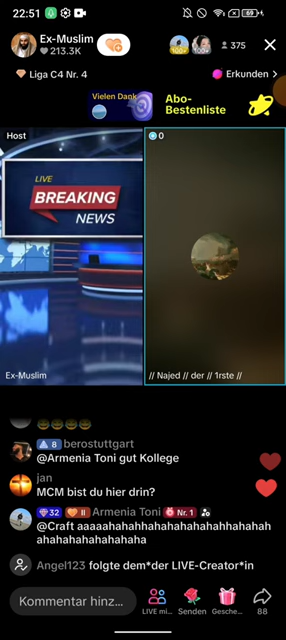 22:51
69
Ex-Muslim
213.3K
100+
100+
375
Liga C4 Nr. 4
Erkunden >
Vielen Dank
Abo-
Bestenliste
Host
0
LIVE
BREAKING
NEWS
Ex-Muslim
// Najed // der // 1rste //
8 berostuttgart
@Armenia Toni gut Kollege
jan
MCM bist du hier drin?
32 II Armenia Toni Nr. 1
@Craft aaaaahahahhahahahahahhahahah
ahahahahahahahaha
Angel123 folgte dem*der LIVE-Creator*in
Kommentar hinz...
LIVE mi...
Senden
Gesche...
88